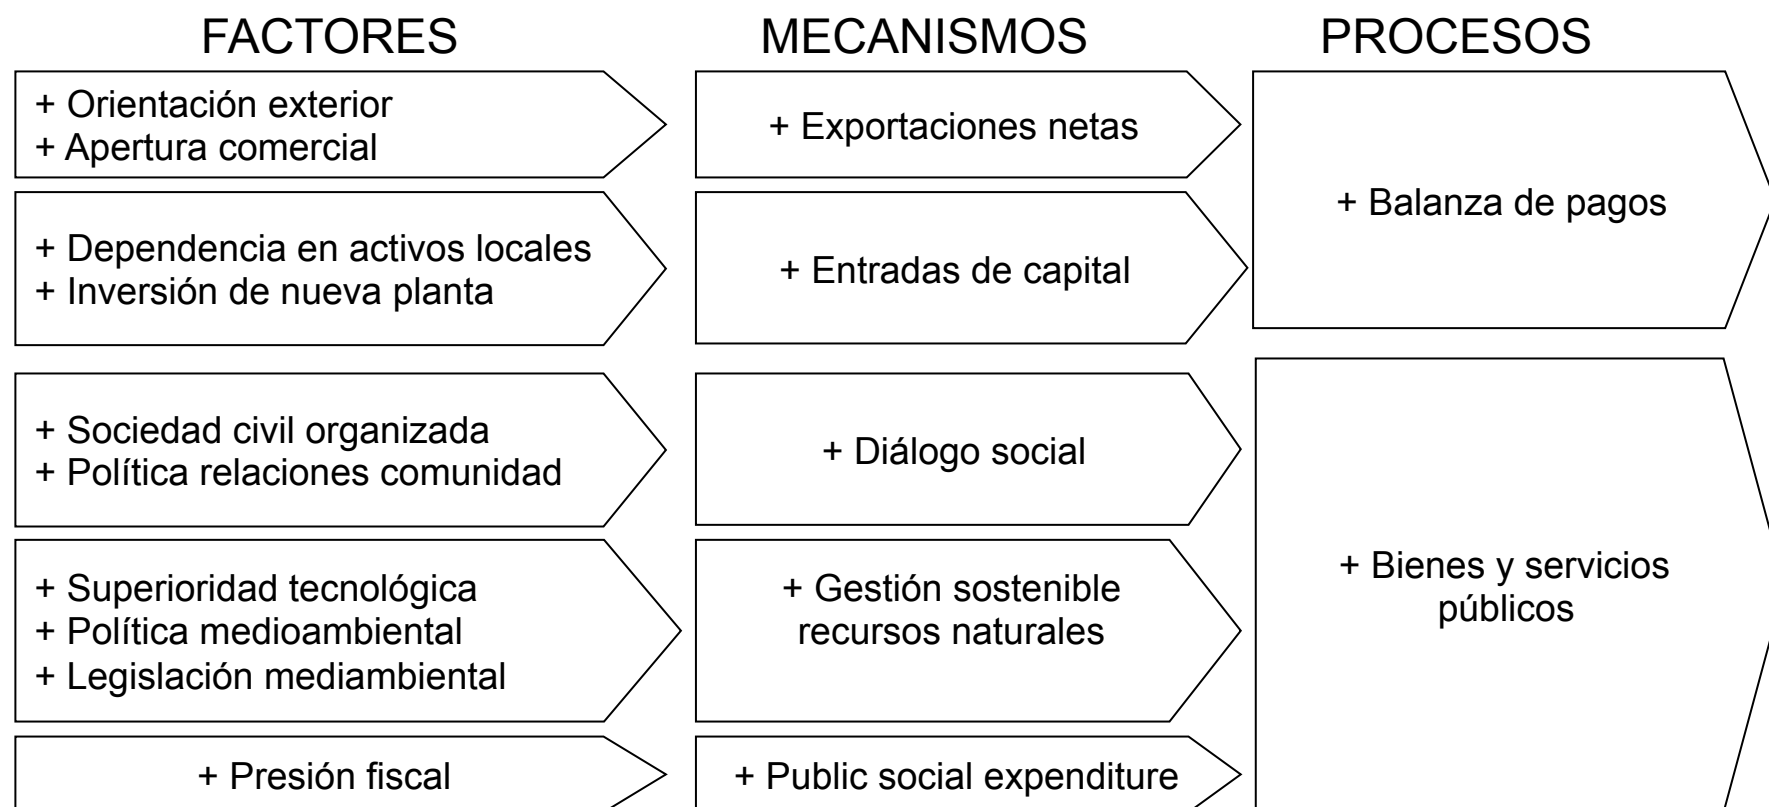 FACTORES
MECANISMOS
PROCESOS
+ Orientación exterior
+ Apertura comercial
+ Exportaciones netas
+ Balanza de pagos
+ Dependencia en activos locales
+ Inversión de nueva planta
+ Entradas de capital
+ Sociedad civil organizada
+ Política relaciones comunidad
+ Diálogo social
+ Bienes y servicios
públicos
+ Superioridad tecnológica
+ Política medioambiental
+ Legislación mediambiental
+ Gestión sostenible
recursos naturales
+ Presión fiscal
+ Public social expenditure